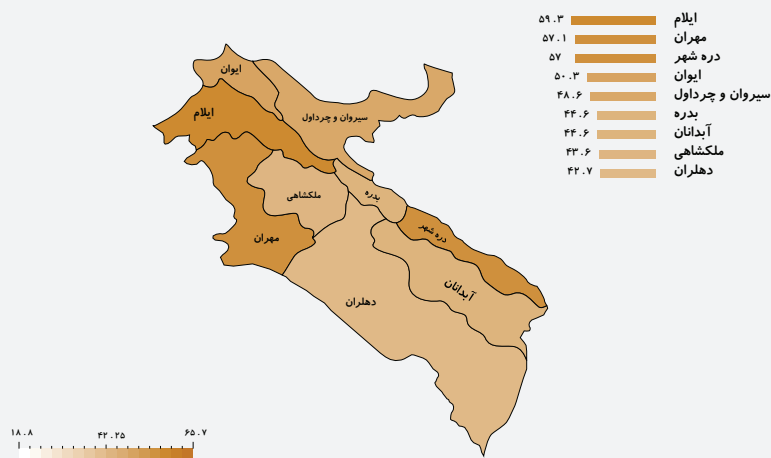 ایلام ۵۹.۳
مهران ۵۷.۱
دره شهر ۵۷
ایوان ۵۰.۳
سیروان و چرداول ۴۸.۶
بدره ۴۴.۶
آبدانان ۴۴.۶
ملکشاهی ۴۳.۶
دهلران ۴۲.۷
ایوان
ایلام
سیروان و چرداول
ملکشاهی
بدره
مهران
دره شهر
آبدانان
دهلران
۱۸.۸ ۴۲.۲۵ ۶۵.۷